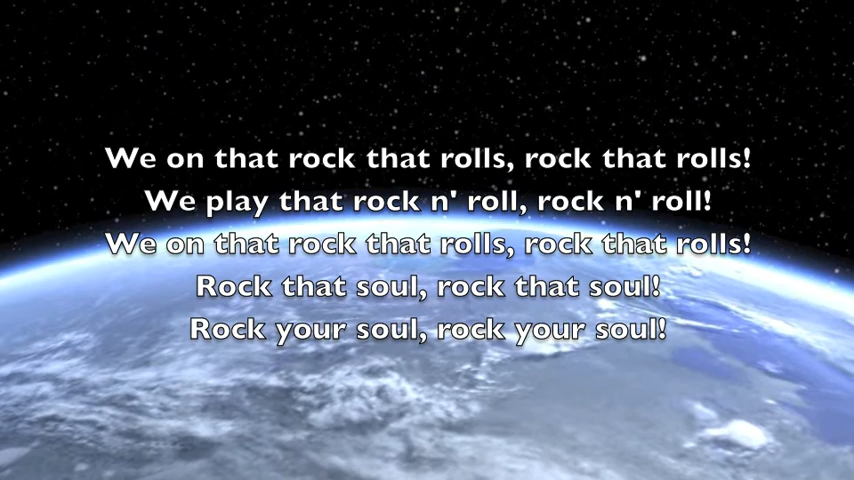 We on that rock that rolls, rock that rolls!
We play that rock n' roll, rock n' roll!
We on that rock that rolls, rock that rolls!
Rock that soul, rock that soul!
Rock your soul, rock your soul!